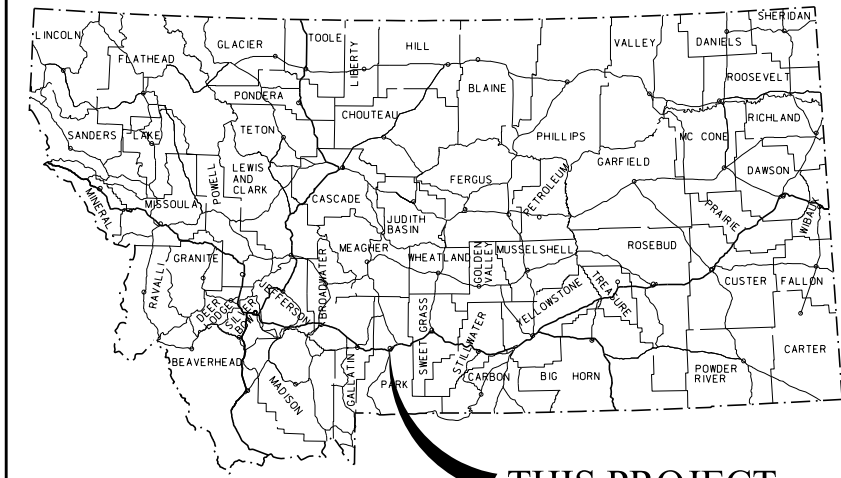 LINCOLN
FLATHEAD
GLACIER
TOOLE
LIBERTY
HILL
BLAINE
VALLEY
DANIELS
SHERIDAN
ROOSEVELT
PONDERA
CHOUTEAU
PHILLIPS
RICHLAND
SANDERS
LAKE
TETON
MC CONE
GARFIELD
DAWSON
LEWIS
AND
CLARK
POWELL
CASCADE
FERGUS
PETROLEUM
PRAIRIE
WIBAUX
MINERAL
MISSOULA
JUDITH
BASIN
MEAGHER
WHEATLAND
GOLDEN
VALLEY
MUSSELSHELL
ROSEBUD
GRANITE
RAVALLI
BROADWATER
JEFFERSON
DEER
LODGE
SILVER
BOW
TREASURE
CUSTER
FALLON
YELLOWSTONE
SWEET GRASS
STILLWATER
BEAVERHEAD
MADISON
GALLATIN
PARK
CARBON
BIG HORN
POWDER
RIVER
CARTER
THIS PROJECT